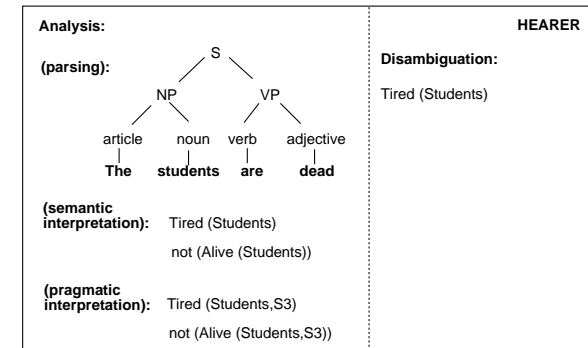 Analysis:
(parsing):
S
NP VP
article noun verb adjective
The students are dead
(semantic
interpretation): Tired (Students)
not (Alive (Students))
(pragmatic
interpretation): Tired (Students,S3)
not (Alive (Students,S3))
HEARER
Disambiguation:
Tired (Students)